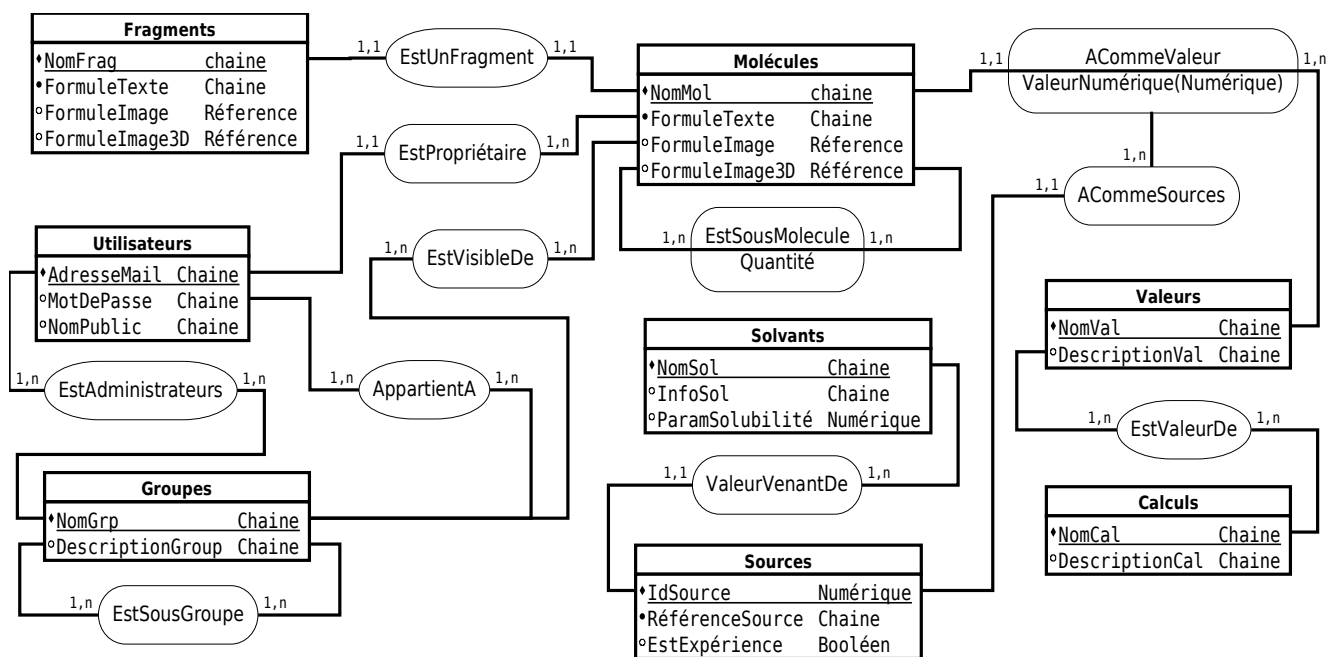 Fragments
NomFrag chaine
FormuleTexte Chaine
FormuleImage Réference
FormuleImage3D Référence
1,1 EstUnFragment 1,1
Molécules
NomMol chaine
FormuleTexte Chaine
FormuleImage Réference
FormuleImage3D Référence
1,1 ACommeValeur 1,n
ValeurNumérique(Numérique)
1,1 EstPropriétaire 1,n
1,n
1,1 ACommeSources
1,n EstSousMolecule 1,n
Quantité
1,n EstVisibleDe 1,n
Utilisateurs
AdresseMail Chaine
MotDePasse Chaine
NomPublic Chaine
Valeurs
NomVal Chaine
DescriptionVal Chaine
Solvants
NomSol Chaine
InfoSol Chaine
ParamSolubilité Numérique
1,n EstAdministrateurs 1,n
1,n AppartientA 1,n
1,n EstValeurDe 1,n
1,1 ValeurVenantDe 1,n
Groupes
NomGrp Chaine
DescriptionGroup Chaine
Calculs
NomCal Chaine
DescriptionCal Chaine
Sources
IdSource Numérique
RéférenceSource Chaine
EstExpérience Booléen
1,n EstSousGroupe 1,n